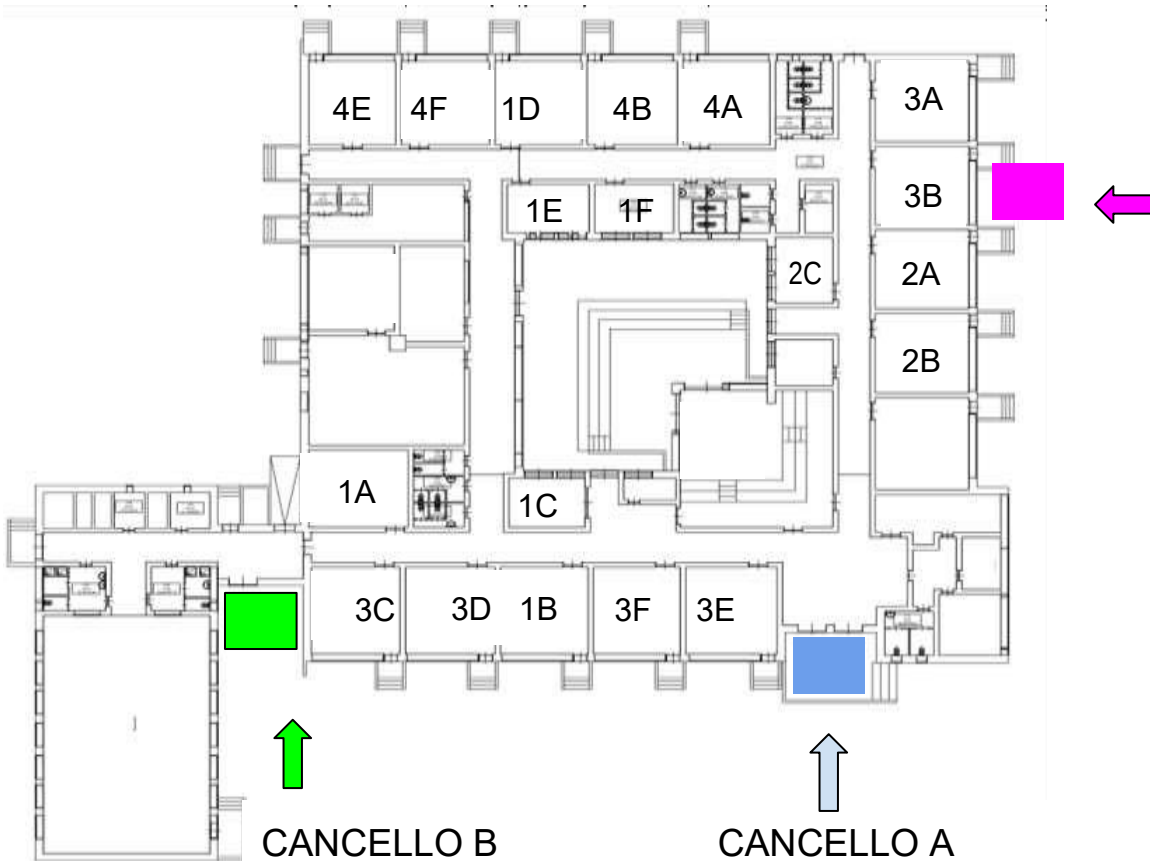 4E 4F 1D 4B 4A 3A
1E 1F 3B
2C 2A
2B
1A 1C
3C 3D 1B 3F 3E
CANCELLO B CANCELLO A